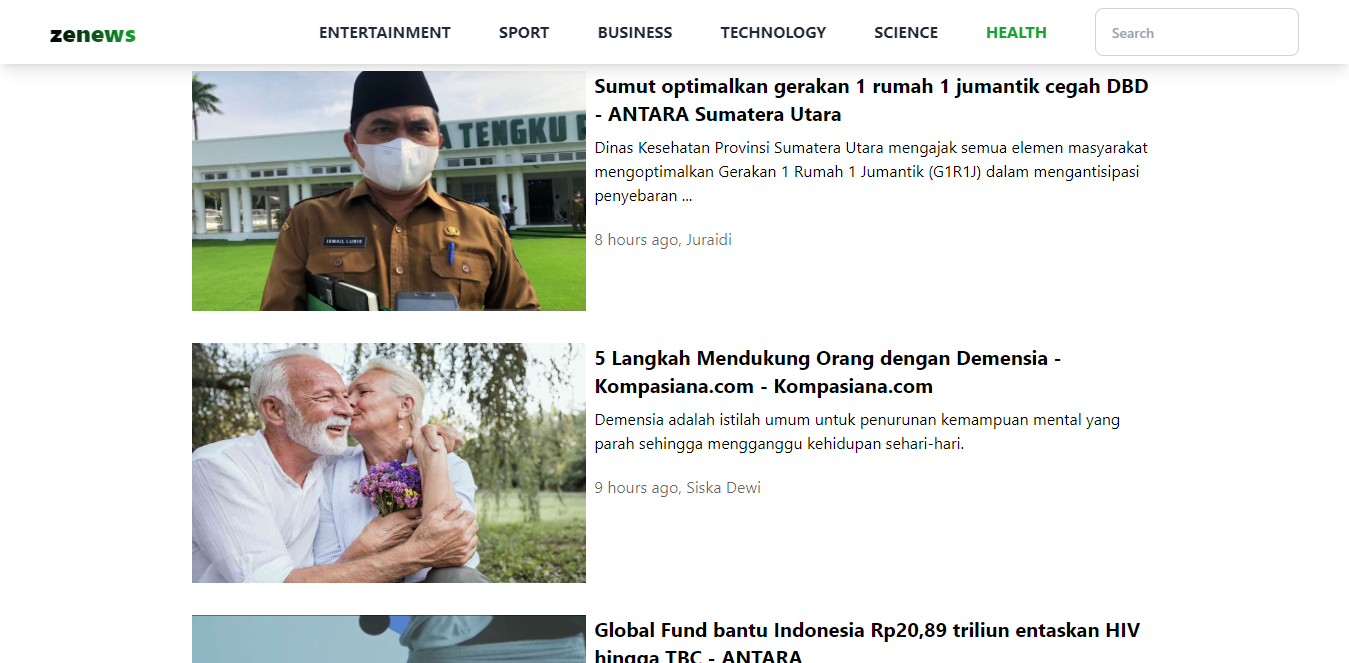 zenews
ENTERTAINMENT
SPORT
BUSINESS
TECHNOLOGY
SCIENCE
HEALTH
Search
A TENGKU
ISMAIL LUBIS
Sumut optimalkan gerakan 1 rumah 1 jumantik cegah DBD
- ANTARA Sumatera Utara
Dinas Kesehatan Provinsi Sumatera Utara mengajak semua elemen masyarakat
mengoptimalkan Gerakan 1 Rumah 1 Jumantik (G1R1J) dalam mengantisipasi
penyebaran ...
8 hours ago, Juraidi
5 Langkah Mendukung Orang dengan Demensia -
Kompasiana.com - Kompasiana.com
Demensia adalah istilah umum untuk penurunan kemampuan mental yang
parah sehingga mengganggu kehidupan sehari-hari.
9 hours ago, Siska Dewi
Global Fund bantu Indonesia Rp20,89 triliun entaskan HIV
hingga TBC - ANTARA